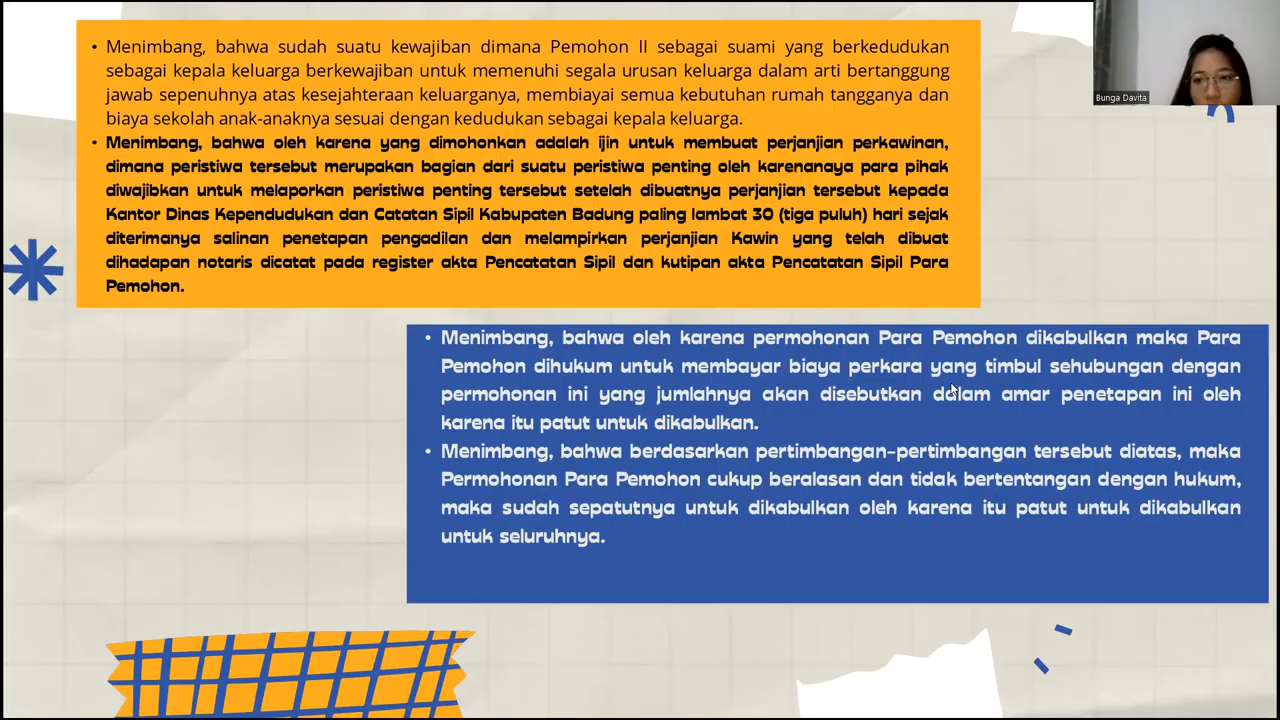 • Menimbang, bahwa sudah suatu kewajiban dimana Pemohon II sebagai suami yang berkedudukan
sebagai kepala keluarga berkewajiban untuk memenuhi segala urusan keluarga dalam arti bertanggung
jawab sepenuhnya atas kesejahteraan keluarganya, membiayai semua kebutuhan rumah tangganya dan
biaya sekolah anak-anaknya sesuai dengan kedudukan sebagai kepala keluarga.
• Menimbang, bahwa oleh karena yang dimohonkan adalah ijin untuk membuat perjanjian perkawinan,
dimana peristiwa tersebut merupakan bagian dari suatu peristiwa penting oleh karenanaya para pihak
diwajibkan untuk melaporkan peristiwa penting tersebut setelah dibuatnya perjanjian tersebut kepada
Kantor Dinas Kependudukan dan Catatan Sipil Kabupaten Badung paling lambat 30 (tiga puluh) hari sejak
diterimanya salinan penetapan pengadilan dan melampirkan perjanjian Kawin yang telah dibuat
dihadapan notaris dicatat pada register akta Pencatatan Sipil dan kutipan akta Pencatatan Sipil Para
Pemohon.
Bunga Davita
• Menimbang, bahwa oleh karena permohonan Para Pemohon dikabulkan maka Para
Pemohon dihukum untuk membayar biaya perkara yang timbul sehubungan dengan
permohonan ini yang jumlahnya akan disebutkan dalam amar penetapan ini oleh
karena itu patut untuk dikabulkan.
• Menimbang, bahwa berdasarkan pertimbangan-pertimbangan tersebut diatas, maka
Permohonan Para Pemohon cukup beralasan dan tidak bertentangan dengan hukum,
maka sudah sepatutnya untuk dikabulkan oleh karena itu patut untuk dikabulkan
untuk seluruhnya.